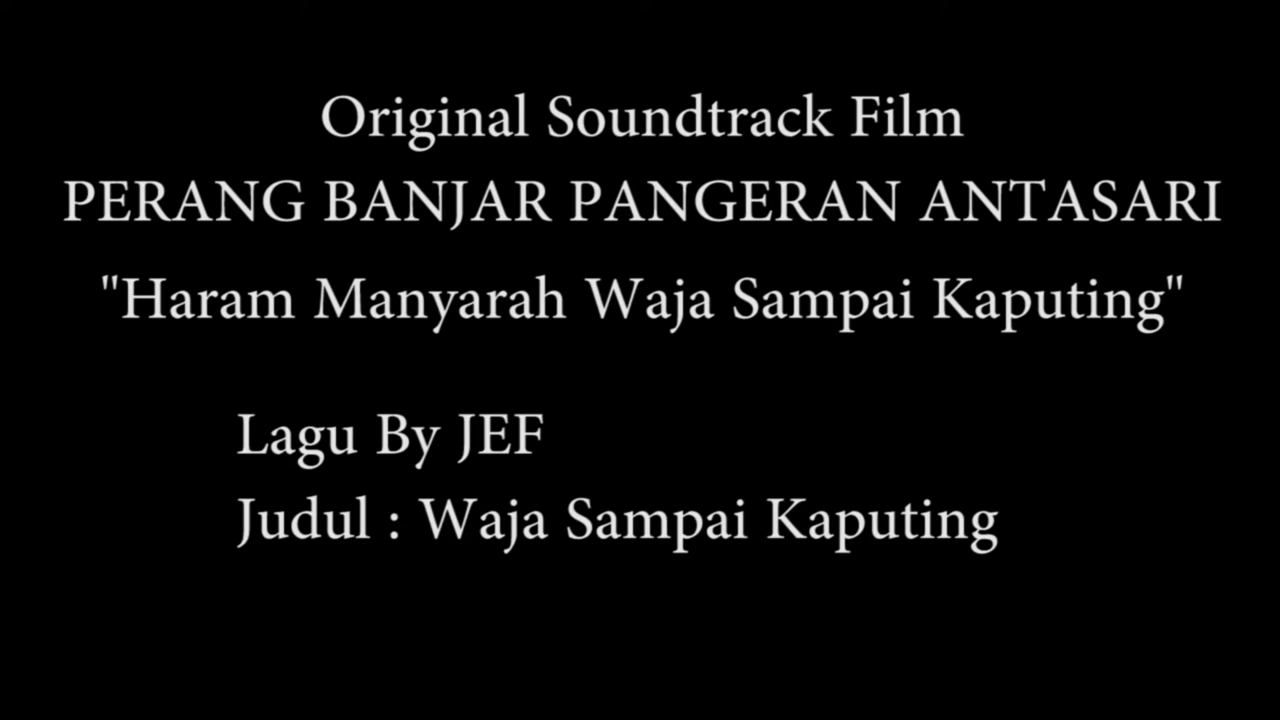 Original Soundtrack Film
PERANG BANJAR PANGERAN ANTASARI
"Haram Manyarah Waja Sampai Kaputing"
Lagu By JEF
Judul : Waja Sampai Kaputing